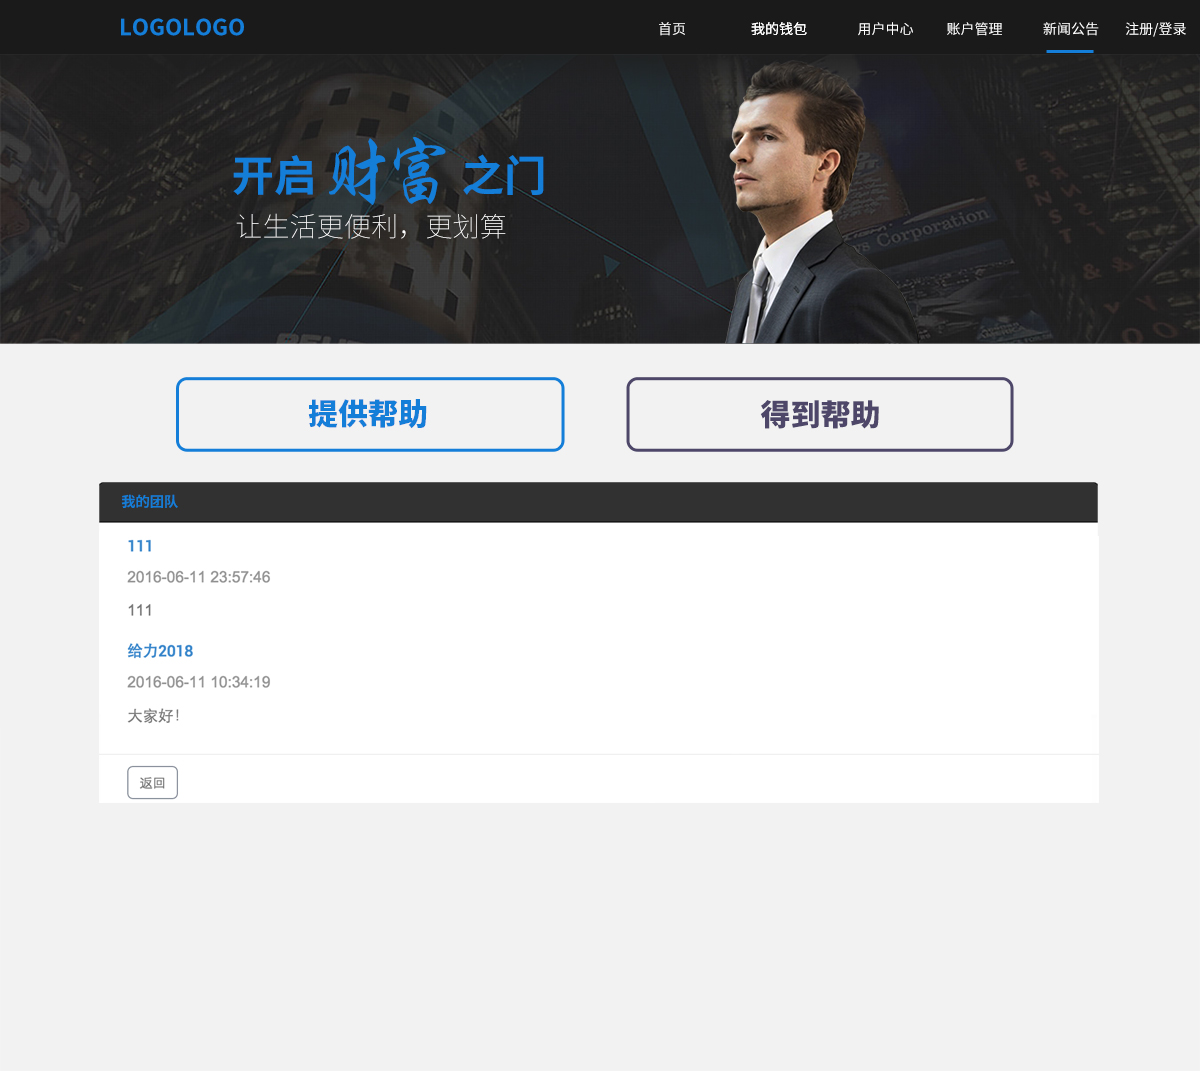 LOGOLOGO
首页 我的钱包 用户中心 账户管理 新闻公告 注册/登录
开启财富之门
让生活更便利，更划算
Corporation
提供帮助 得到帮助
我的团队
111
2016-06-11 23:57:46
111
给力2018
2016-06-11 10:34:19
大家好！
返回